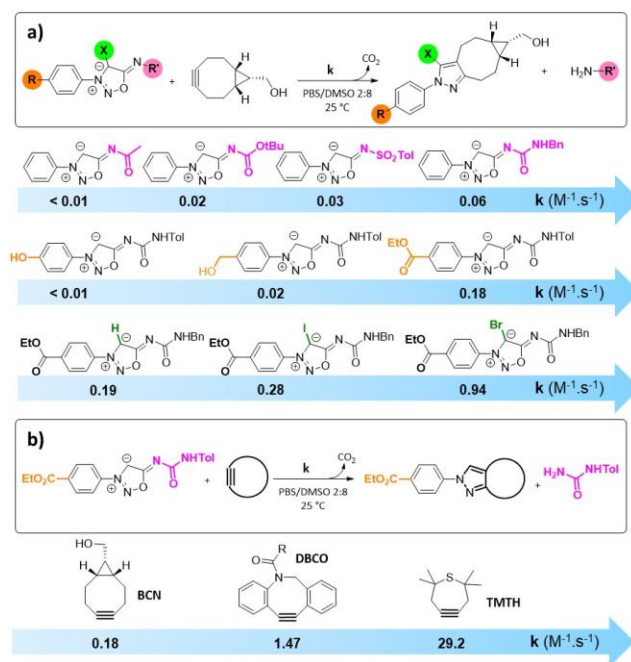 a)
X
R
R'
N
N
N
O
⊕
⊖
+
H
H
OH
k
CO2
PBS/DMSO 2:8
25 °C
X
N
N
R
H
H
OH
+
H2N R'
N N N O N O
N N N O N OtBu O
N N N O N SO2Tol
N N N O N NHBn O
< 0.01 0.02 0.03 0.06 k (M-1.s-1)
HO N N N O N NHTol O
HO N N N O N NHTol O
EtO O N N N O N NHTol O
< 0.01 0.02 0.18 k (M-1.s-1)
EtO O H N N N O N NHBn O
EtO O I N N N O N NHBn O
EtO O Br N N N O N NHBn O
0.19 0.28 0.94 k (M-1.s-1)
b)
EtO2C N N N O N NHTol O
+
k
CO2
PBS/DMSO 2:8
25 °C
EtO2C N N
+
H2N NHTol O
HO H H BCN
O R N DBCO
S TMTH
0.18 1.47 29.2 k (M-1.s-1)